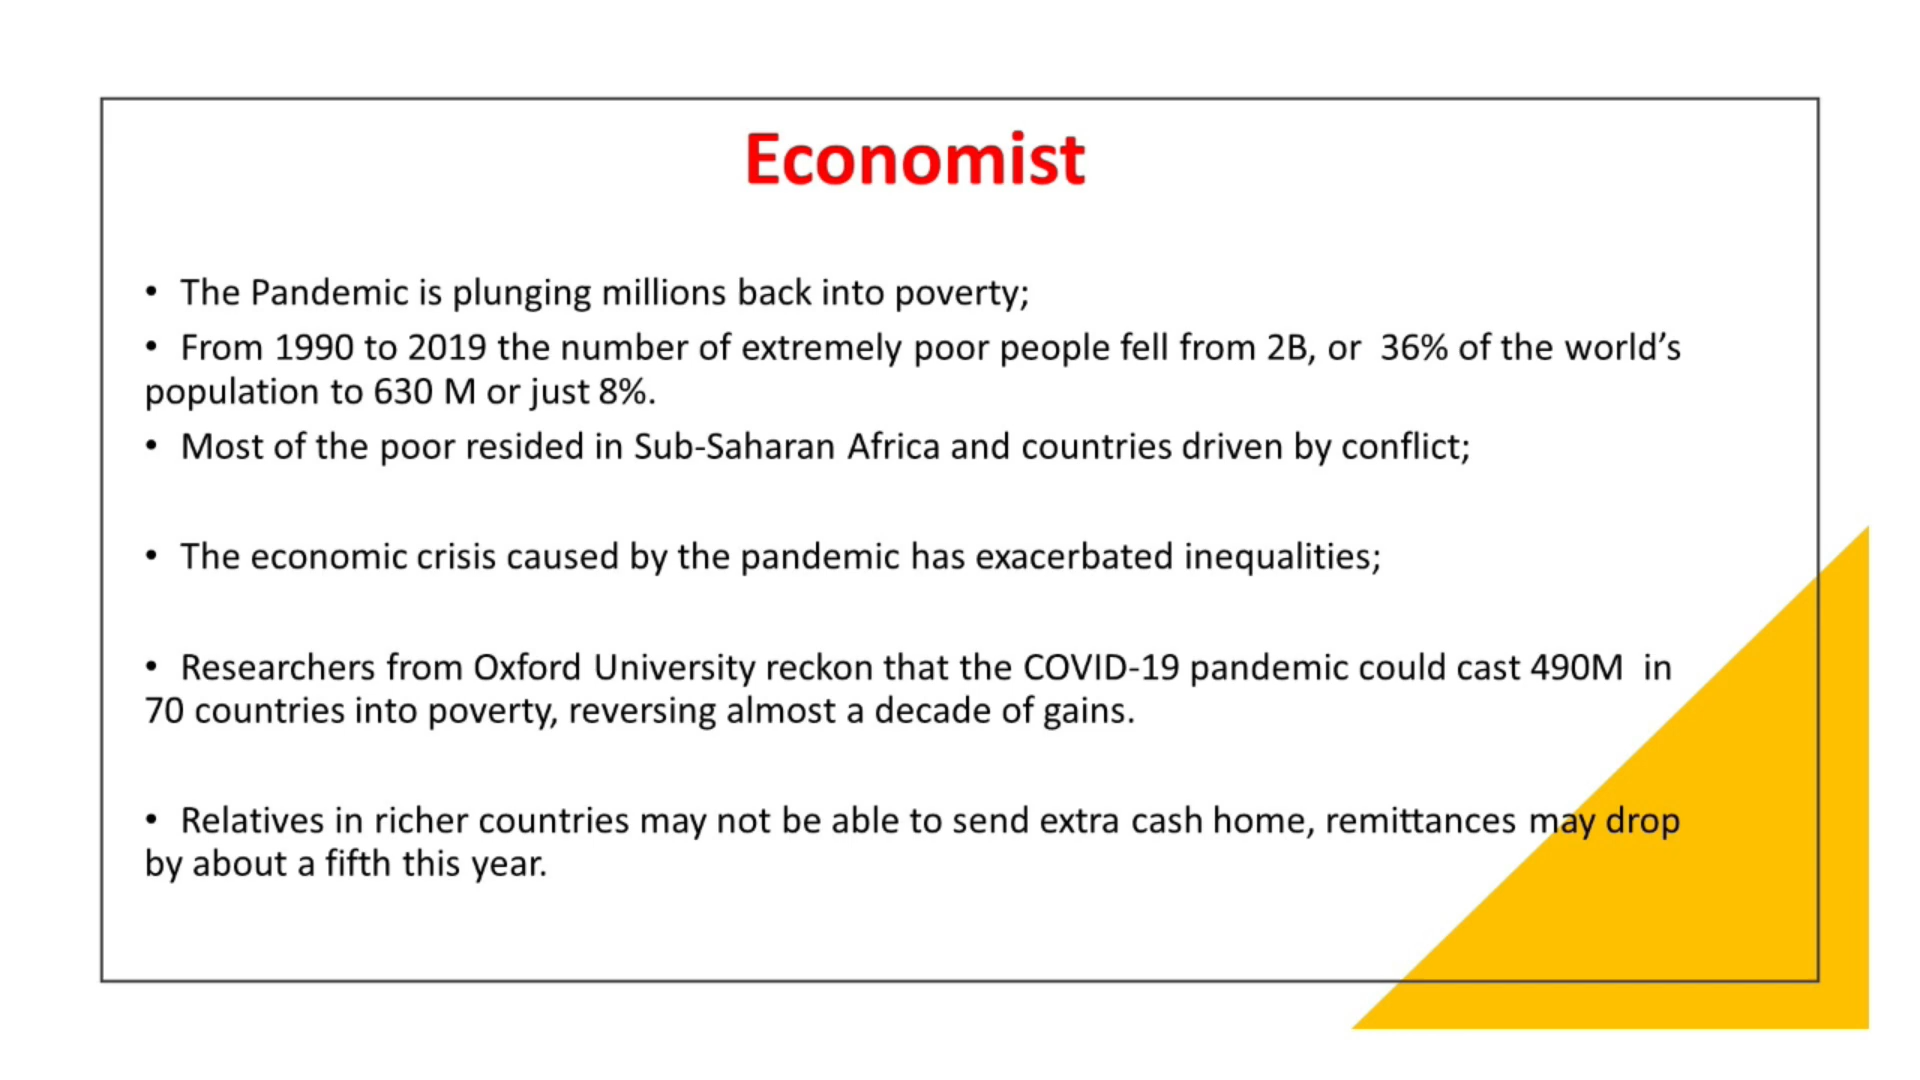 Economist
• The Pandemic is plunging millions back into poverty;
• From 1990 to 2019 the number of extremely poor people fell from 2B, or 36% of the world’s
population to 630 M or just 8%.
• Most of the poor resided in Sub-Saharan Africa and countries driven by conflict;
• The economic crisis caused by the pandemic has exacerbated inequalities;
• Researchers from Oxford University reckon that the COVID-19 pandemic could cast 490M in
70 countries into poverty, reversing almost a decade of gains.
• Relatives in richer countries may not be able to send extra cash home, remittances may drop
by about a fifth this year.